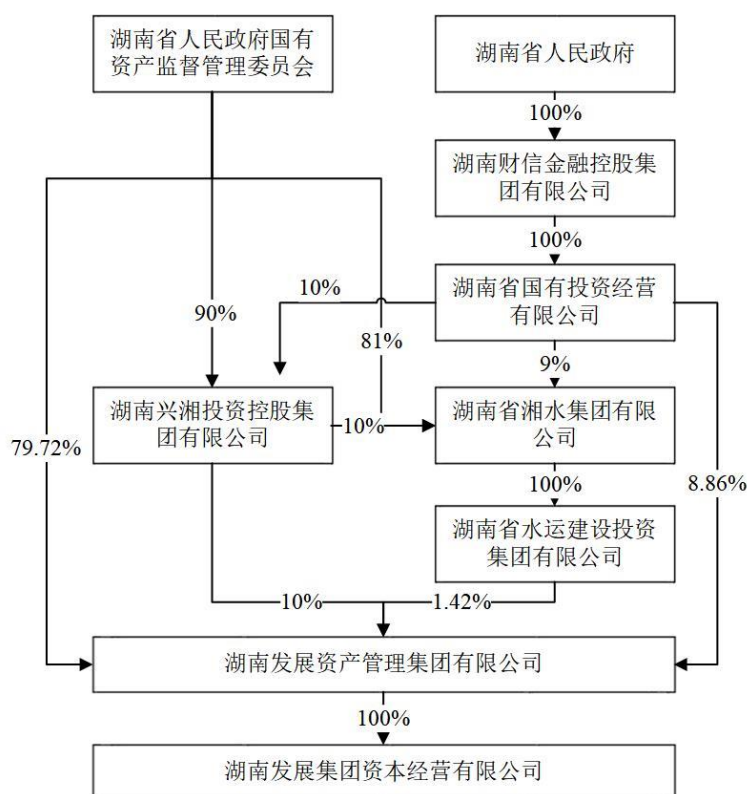 湖南省人民政府国有
资产监督管理委员会
湖南省人民政府
100%
湖南财信金融控股集
团有限公司
100%
湖南省国有投资经营
有限公司
10%
90%
81%
9%
湖南兴湘投资控股集
团有限公司
10%
湖南省湘水集团有限
公司
79.72%
8.86%
100%
湖南省水运建设投资
集团有限公司
10%
1.42%
湖南发展资产管理集团有限公司
100%
湖南发展集团资本经营有限公司